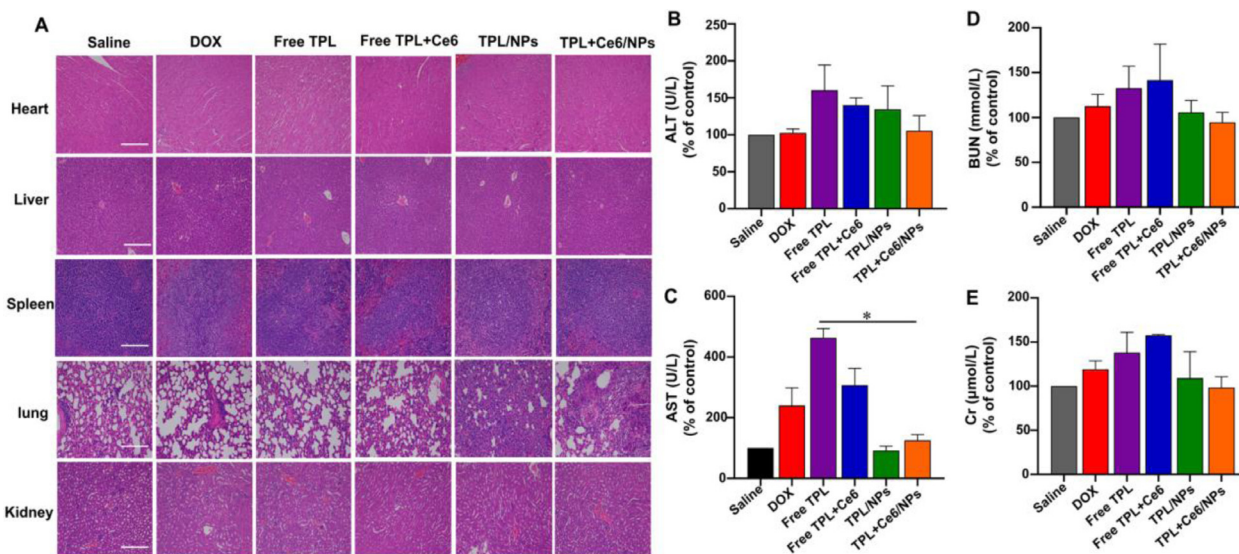 A
Saline DOX Free TPL Free TPL+Ce6 TPL/NPs TPL+Ce6/NPs
Heart
Liver
Spleen
lung
Kidney
B
ALT (U/L)
(% of control)
250
200
150
100
50
0
Saline
DOX
Free TPL
Free TPL+Ce6
TPL/NPs
TPL+Ce6/NPs
C
AST (U/L)
(% of control)
600
400
200
0
*
Saline
DOX
Free TPL
Free TPL+Ce6
TPL/NPs
TPL+Ce6/NPs
D
BUN (mmol/L)
(% of control)
200
150
100
50
0
Saline
DOX
Free TPL
Free TPL+Ce6
TPL/NPs
TPL+Ce6/NPs
E
Cr (μmol/L)
(% of control)
200
150
100
50
0
Saline
DOX
Free TPL
Free TPL+Ce6
TPL/NPs
TPL+Ce6/NPs